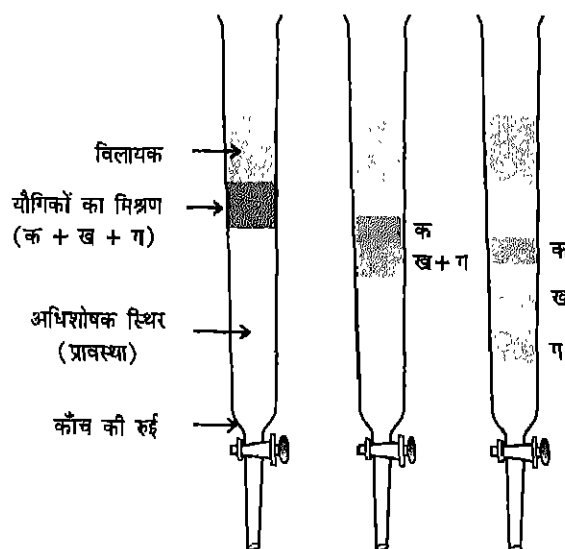 विलायक
यौगिकों का मिश्रण
(क + ख + ग)
क
ख + ग
क
ख
ग
अधिशोषक स्थिर
(प्रावस्था)
काँच की रुई